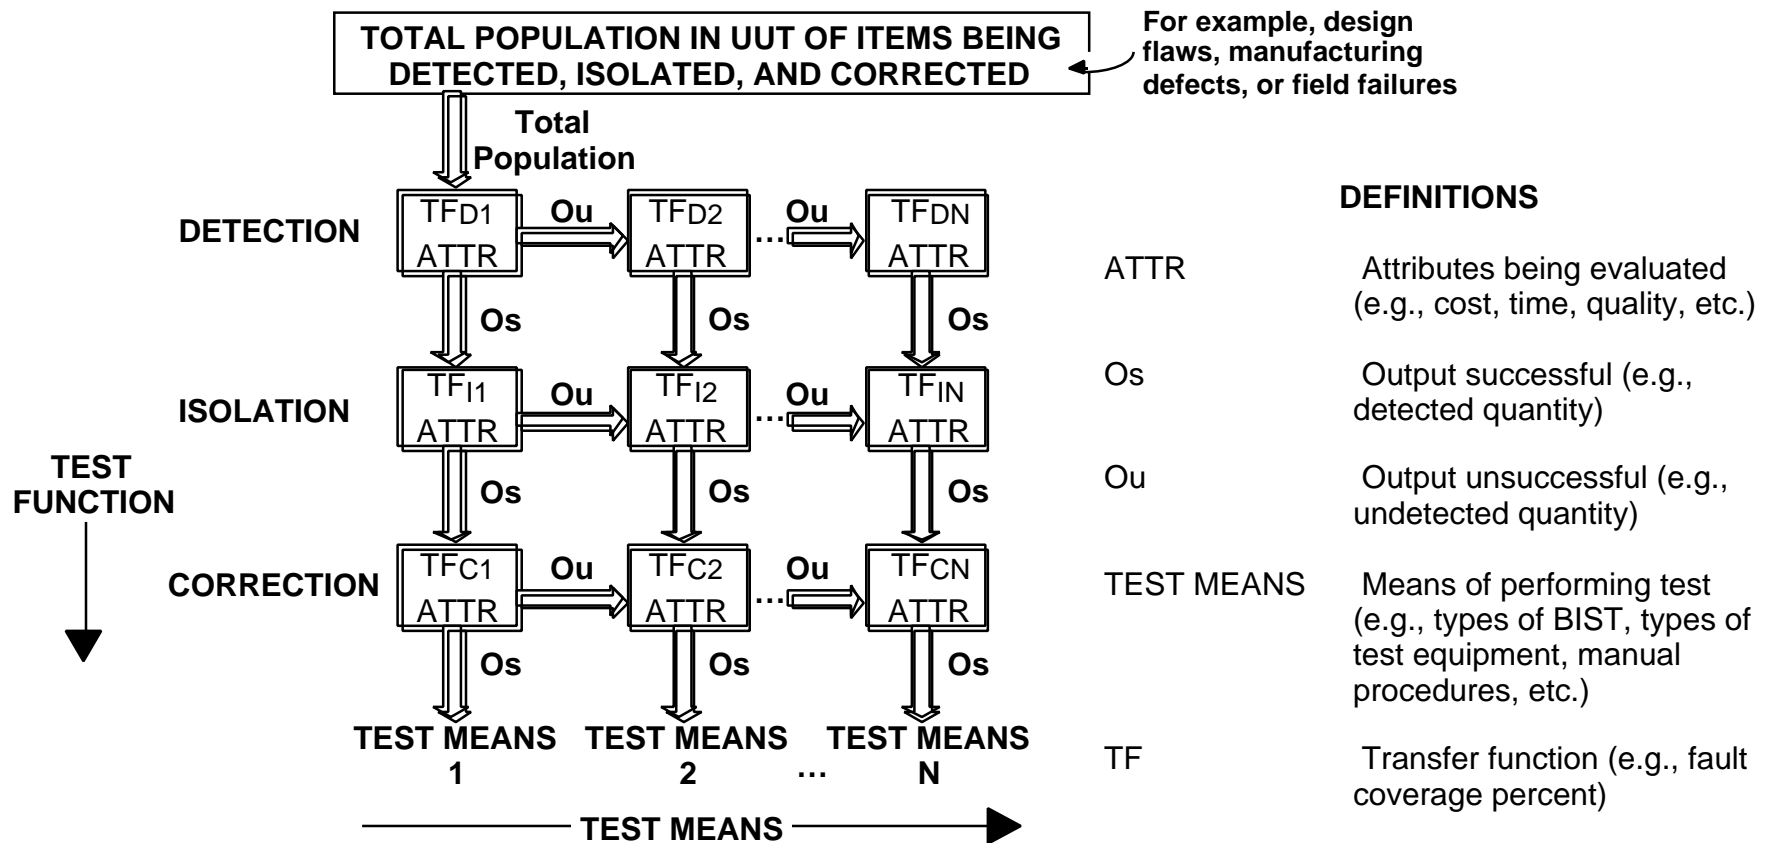 TOTAL POPULATION IN UUT OF ITEMS BEING
DETECTED, ISOLATED, AND CORRECTED
For example, design
flaws, manufacturing
defects, or field failures
Total
Population
DETECTION
TFD1
ATTR
Ou
TFD2
ATTR
...
Ou
TFDN
ATTR
Os
Os
Os
ISOLATION
TFI1
ATTR
Ou
TFI2
ATTR
...
Ou
TFIN
ATTR
Os
Os
Os
CORRECTION
TFC1
ATTR
Ou
TFC2
ATTR
...
Ou
TFCN
ATTR
Os
Os
Os
TEST
FUNCTION
TEST MEANS
1
TEST MEANS
2
...
TEST MEANS
N
TEST MEANS
DEFINITIONS
ATTR Attributes being evaluated
(e.g., cost, time, quality, etc.)
Os Output successful (e.g.,
detected quantity)
Ou Output unsuccessful (e.g.,
undetected quantity)
TEST MEANS Means of performing test
(e.g., types of BIST, types of
test equipment, manual
procedures, etc.)
TF Transfer function (e.g., fault
coverage percent)